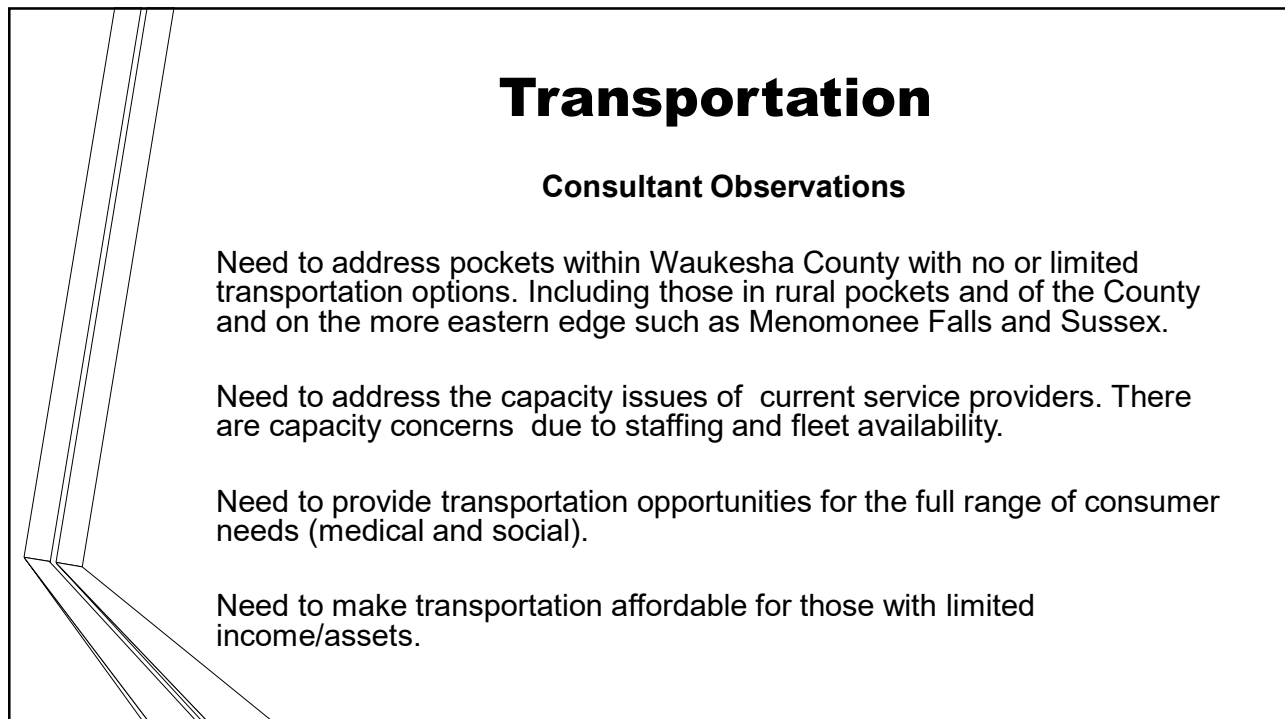 Transportation
Consultant Observations
Need to address pockets within Waukesha County with no or limited
transportation options. Including those in rural pockets and of the County
and on the more eastern edge such as Menomonee Falls and Sussex.
Need to address the capacity issues of  current service providers. There
are capacity concerns  due to staffing and fleet availability.
Need to provide transportation opportunities for the full range of consumer
needs (medical and social).
Need to make transportation affordable for those with limited
income/assets.